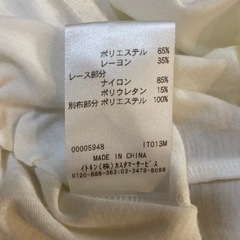 ポリエステル 65%
レーヨン 35%
レース部分
ナイロン 85%
ポリウレタン 15%
別布部分 ポリエステル 100%
00005948 IT013M
MADE IN CHINA
イトキン(株)カスタマーサービス
0120-888-363:03-3478-8088